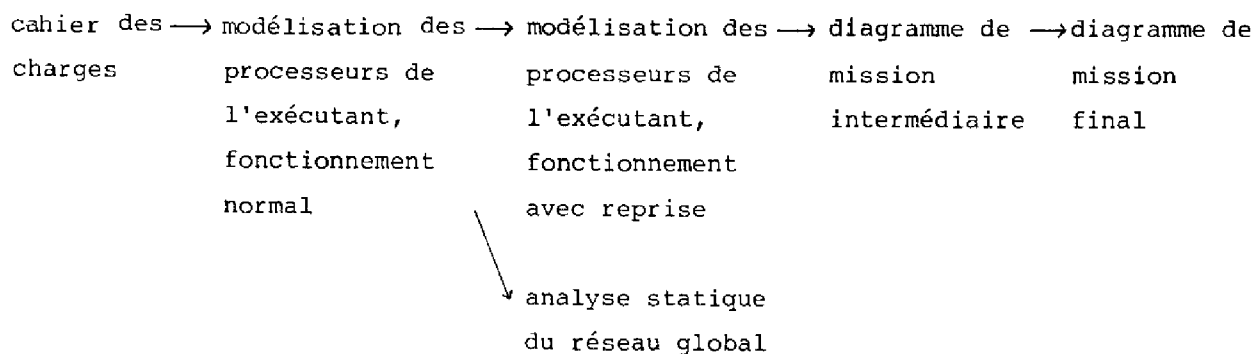 cahier des → modélisation des → modélisation des → diagramme de → diagramme de
charges processeurs de processeurs de mission mission
l'exécutant, l'exécutant, intermédiaire final
fonctionnement fonctionnement
normal avec reprise
analyse statique
du réseau global